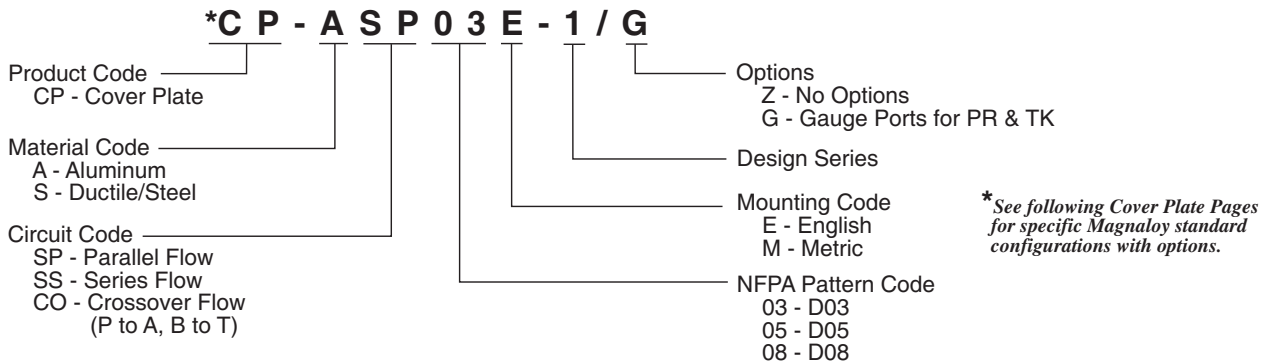 *CP-ASP03E-1/G
Product Code
CP - Cover Plate
Material Code
A - Aluminum
S - Ductile/Steel
Circuit Code
SP - Parallel Flow
SS - Series Flow
CO - Crossover Flow
(P to A, B to T)
Options
Z - No Options
G - Gauge Ports for PR & TK
Design Series
Mounting Code
E - English
M - Metric
NFPA Pattern Code
03 - D03
05 - D05
08 - D08
*See following Cover Plate Pages
for specific Magnaloy standard
configurations with options.